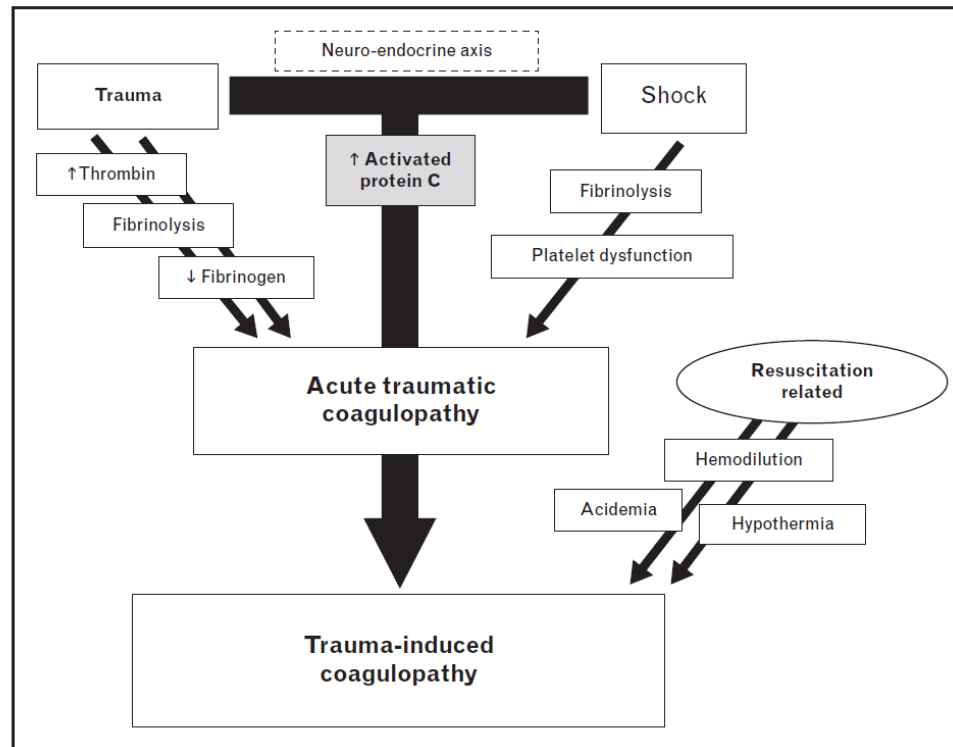 Neuro-endocrine axis
Trauma
Shock
↑ Activated
protein C
↑Thrombin
Fibrinolysis
↓ Fibrinogen
Fibrinolysis
Platelet dysfunction
Acute traumatic
coagulopathy
Resuscitation
related
Hemodilution
Acidemia
Hypothermia
Trauma-induced
coagulopathy